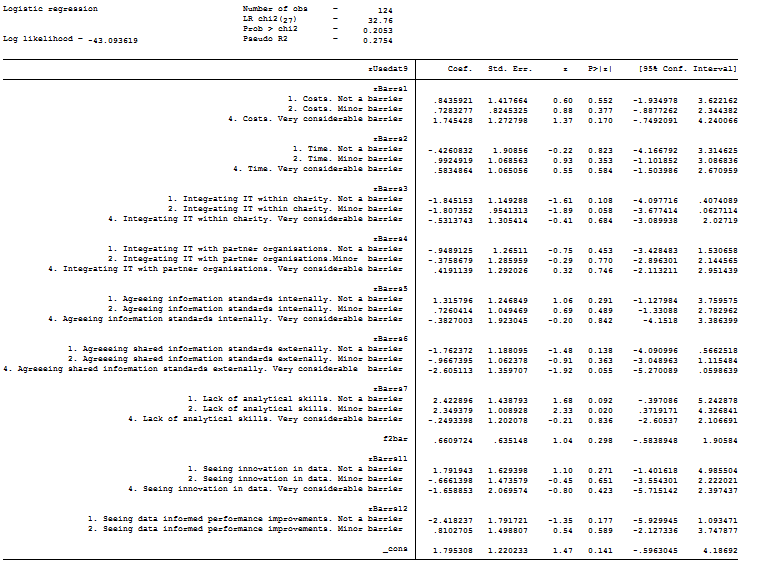 Logistic regression Number of obs = 124
LR chi2(27) = 32.76
Prob > chi2 = 0.2053
Log likelihood = -43.093619 Pseudo R2 = 0.2754
zUsedat9 Coef. Std. Err. z P>|z| [95% Conf. Interval]
zBarrs1
1. Costs. Not a barrier .8435921 1.417664 0.60 0.552 -1.934978 3.622162
2. Costs. Minor barrier .7283277 .8245325 0.88 0.377 -.8877262 2.344382
4. Costs. Very considerable barrier 1.745428 1.272798 1.37 0.170 -.7492091 4.240066
zBarrs2
1. Time. Not a barrier -.4260832 1.90856 -0.22 0.823 -4.166792 3.314625
2. Time. Minor barrier .9924919 1.068563 0.93 0.353 -1.101852 3.086836
4. Time. Very considerable barrier .5834864 1.065056 0.55 0.584 -1.503986 2.670959
zBarrs3
1. Integrating IT within charity. Not a barrier -1.845153 1.149288 -1.61 0.108 -4.097716 .4074089
2. Integrating IT within charity. Minor barrier -1.807352 .9541313 -1.89 0.058 -3.677414 .0627114
4. Integrating IT within charity. Very considerable barrier -.5313743 1.305414 -0.41 0.684 -3.089938 2.02719
zBarrs4
1. Integrating IT with partner organisations. Not a barrier -.9489125 1.26511 -0.75 0.453 -3.428483 1.530658
2. Integrating IT with partner organisations.Minor barrier -.3758679 1.285959 -0.29 0.770 -2.896301 2.144565
4. Integrating IT with partner organisations. Very considerable barrier .4191139 1.292026 0.32 0.746 -2.113211 2.951439
zBarrs5
1. Agreeing information standards internally. Not a barrier 1.315796 1.246849 1.06 0.291 -1.127984 3.759575
2. Agreeing information standards internally. Minor barrier .7260414 1.049469 0.69 0.489 -1.33088 2.782962
4. Agreeing information standards internally. Very considerable barrier -.3827003 1.923045 -0.20 0.842 -4.1518 3.386399
zBarrs6
1. Agreeeing shared information standards externally. Not a barrier -1.762372 1.188095 -1.48 0.138 -4.090996 .5662518
2. Agreeeing shared information standards externally. Minor barrier -.9667395 1.062378 -0.91 0.363 -3.048963 1.115484
4. Agreeeing shared information standards externally. Very considerable barrier -2.605113 1.359707 -1.92 0.055 -5.270089 .0598639
zBarrs7
1. Lack of analytical skills. Not a barrier 2.422896 1.438793 1.68 0.092 -.397086 5.242878
2. Lack of analytical skills. Minor barrier 2.349379 1.008928 2.33 0.020 .3719171 4.326841
4. Lack of analytical skills. Very considerable barrier -.2493398 1.202078 -0.21 0.836 -2.60537 2.106691
f2bar .6609724 .635148 1.04 0.298 -.5838948 1.90584
zBarrs11
1. Seeing innovation in data. Not a barrier 1.791943 1.629398 1.10 0.271 -1.401618 4.985504
2. Seeing innovation in data. Minor barrier -.6661398 1.473579 -0.45 0.651 -3.554301 2.222021
4. Seeing innovation in data. Very considerable barrier -1.658853 2.069574 -0.80 0.423 -5.715142 2.397437
zBarrs12
1. Seeing data informed performance improvements. Not a barrier -2.418237 1.791721 -1.35 0.177 -5.929945 1.093471
2. Seeing data informed performance improvements. Minor barrier .8102705 1.498807 0.54 0.589 -2.127336 3.747877
_cons 1.795308 1.220233 1.47 0.141 -.5963045 4.18692